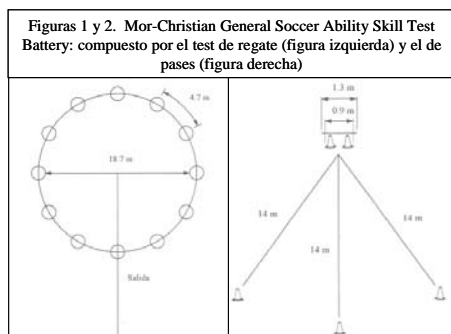 Figuras 1 y 2. Mor-Christian General Soccer Ability Skill Test
Battery: compuesto por el test de regate (figura izquierda) y el de
pases (figura derecha)
4.7 m
18.7 m
Salida
1.3 m
0.9 m
14 m
14 m
14 m